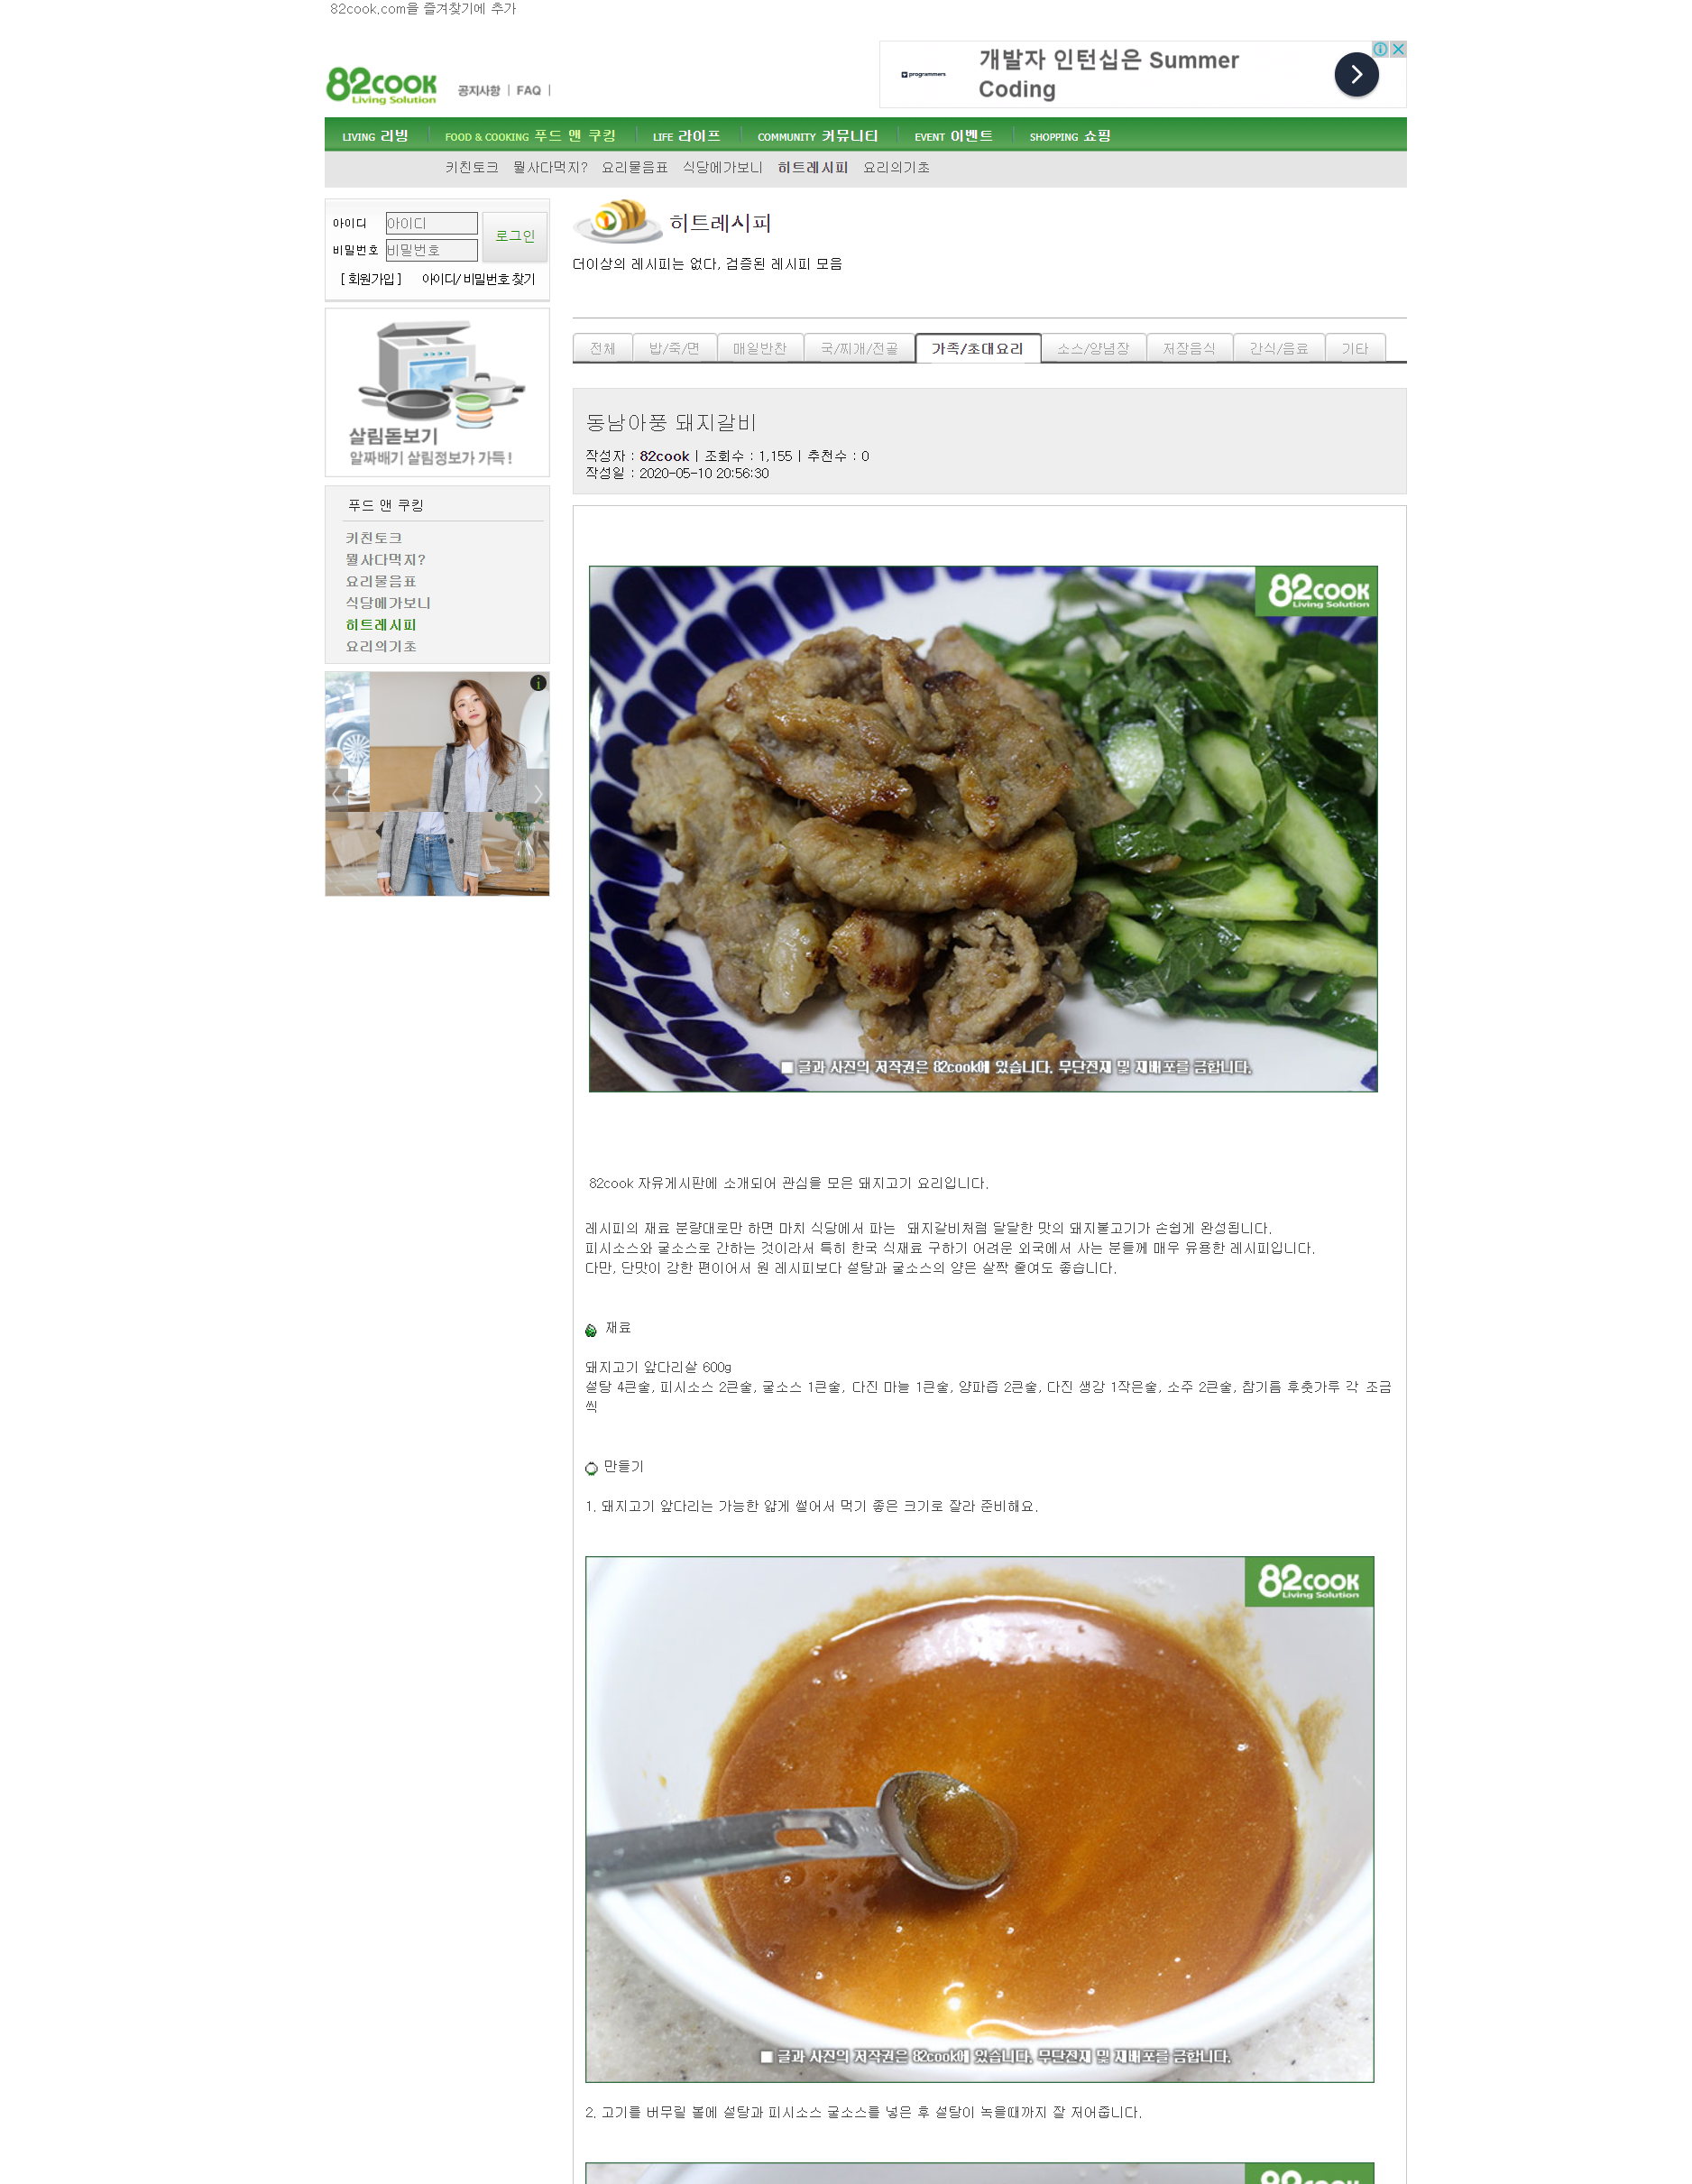 82cook.com을 즐겨찾기에 추가
programmers
개발자 인턴십은 Summer
Coding
82COOK
Living Solution
공지사항 | FAQ |
LIVING 리빙 FOOD & COOKING 푸드 앤 쿠킹 LIFE 라이프 COMMUNITY 커뮤니티 EVENT 이벤트 SHOPPING 쇼핑
키친토크 뭘사다먹지? 요리물음표 식당에가보니 히트레시피 요리의기초
아이디 아이디
비밀번호 비밀번호
로그인
[ 회원가입 ] 아이디/ 비밀번호 찾기
살림돋보기
알짜배기 살림정보가 가득!
푸드 앤 쿠킹
키친토크
뭘사다먹지?
요리물음표
식당에가보니
히트레시피
요리의기초
히트레시피
더이상의 레시피는 없다, 검증된 레시피 모음
전체 밥/죽/면 매일반찬 국/찌개/전골 가족/초대요리 소스/양념장 저장음식 간식/음료 기타
동남아풍 돼지갈비
작성자 : 82cook | 조회수 : 1,155 | 추천수 : 0
작성일 : 2020-05-10 20:56:30
82COOK
Living Solution
■ 글과 사진의 저작권은 82cook에 있습니다. 무단전재 및 재배포를 금합니다.
82cook 자유게시판에 소개되어 관심을 모은 돼지고기 요리입니다.
레시피의 재료 분량대로만 하면 마치 식당에서 파는 돼지갈비처럼 달달한 맛의 돼지불고기가 손쉽게 완성됩니다.
피시소스와 굴소스로 간하는 것이라서 특히 한국 식재료 구하기 어려운 외국에서 사는 분들께 매우 유용한 레시피입니다.
다만, 단맛이 강한 편이어서 원 레시피보다 설탕과 굴소스의 양은 살짝 줄여도 좋습니다.
재료
돼지고기 앞다리살 600g
설탕 4큰술, 피시소스 2큰술, 굴소스 1큰술, 다진 마늘 1큰술, 양파즙 2큰술, 다진 생강 1작은술, 소주 2큰술, 참기름 후춧가루 각 조금
씩
만들기
1. 돼지고기 앞다리는 가능한 얇게 썰어서 먹기 좋은 크기로 잘라 준비해요.
82COOK
Living Solution
■ 글과 사진의 저작권은 82cook에 있습니다. 무단전재 및 재배포를 금합니다.
2. 고기를 버무릴 볼에 설탕과 피시소스 굴소스를 넣은 후 설탕이 녹을때까지 잘 저어줍니다.
82COOK